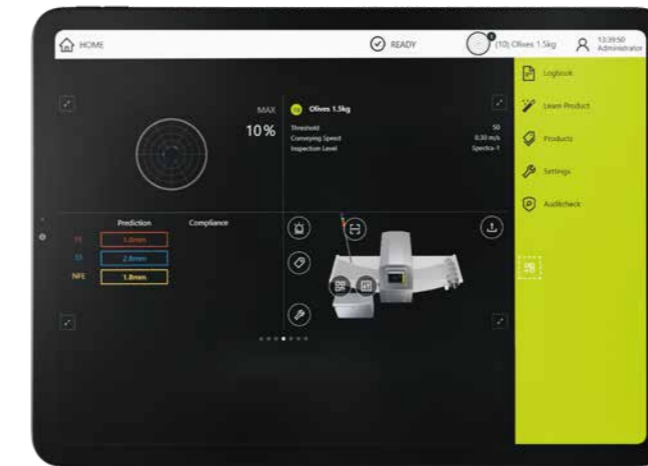 HOME
READY
(10) Olives 1.5kg
13:39:50
Administrator
MAX
10%
10 Olives 1.5kg
Threshold 50
Conveying Speed 0.30 m/s
Inspection Level Spectra-1
Prediction Compliance
1.0mm
2.8mm
NFE 1.8mm
Logbook
Learn Product
Products
Settings
Auditcheck